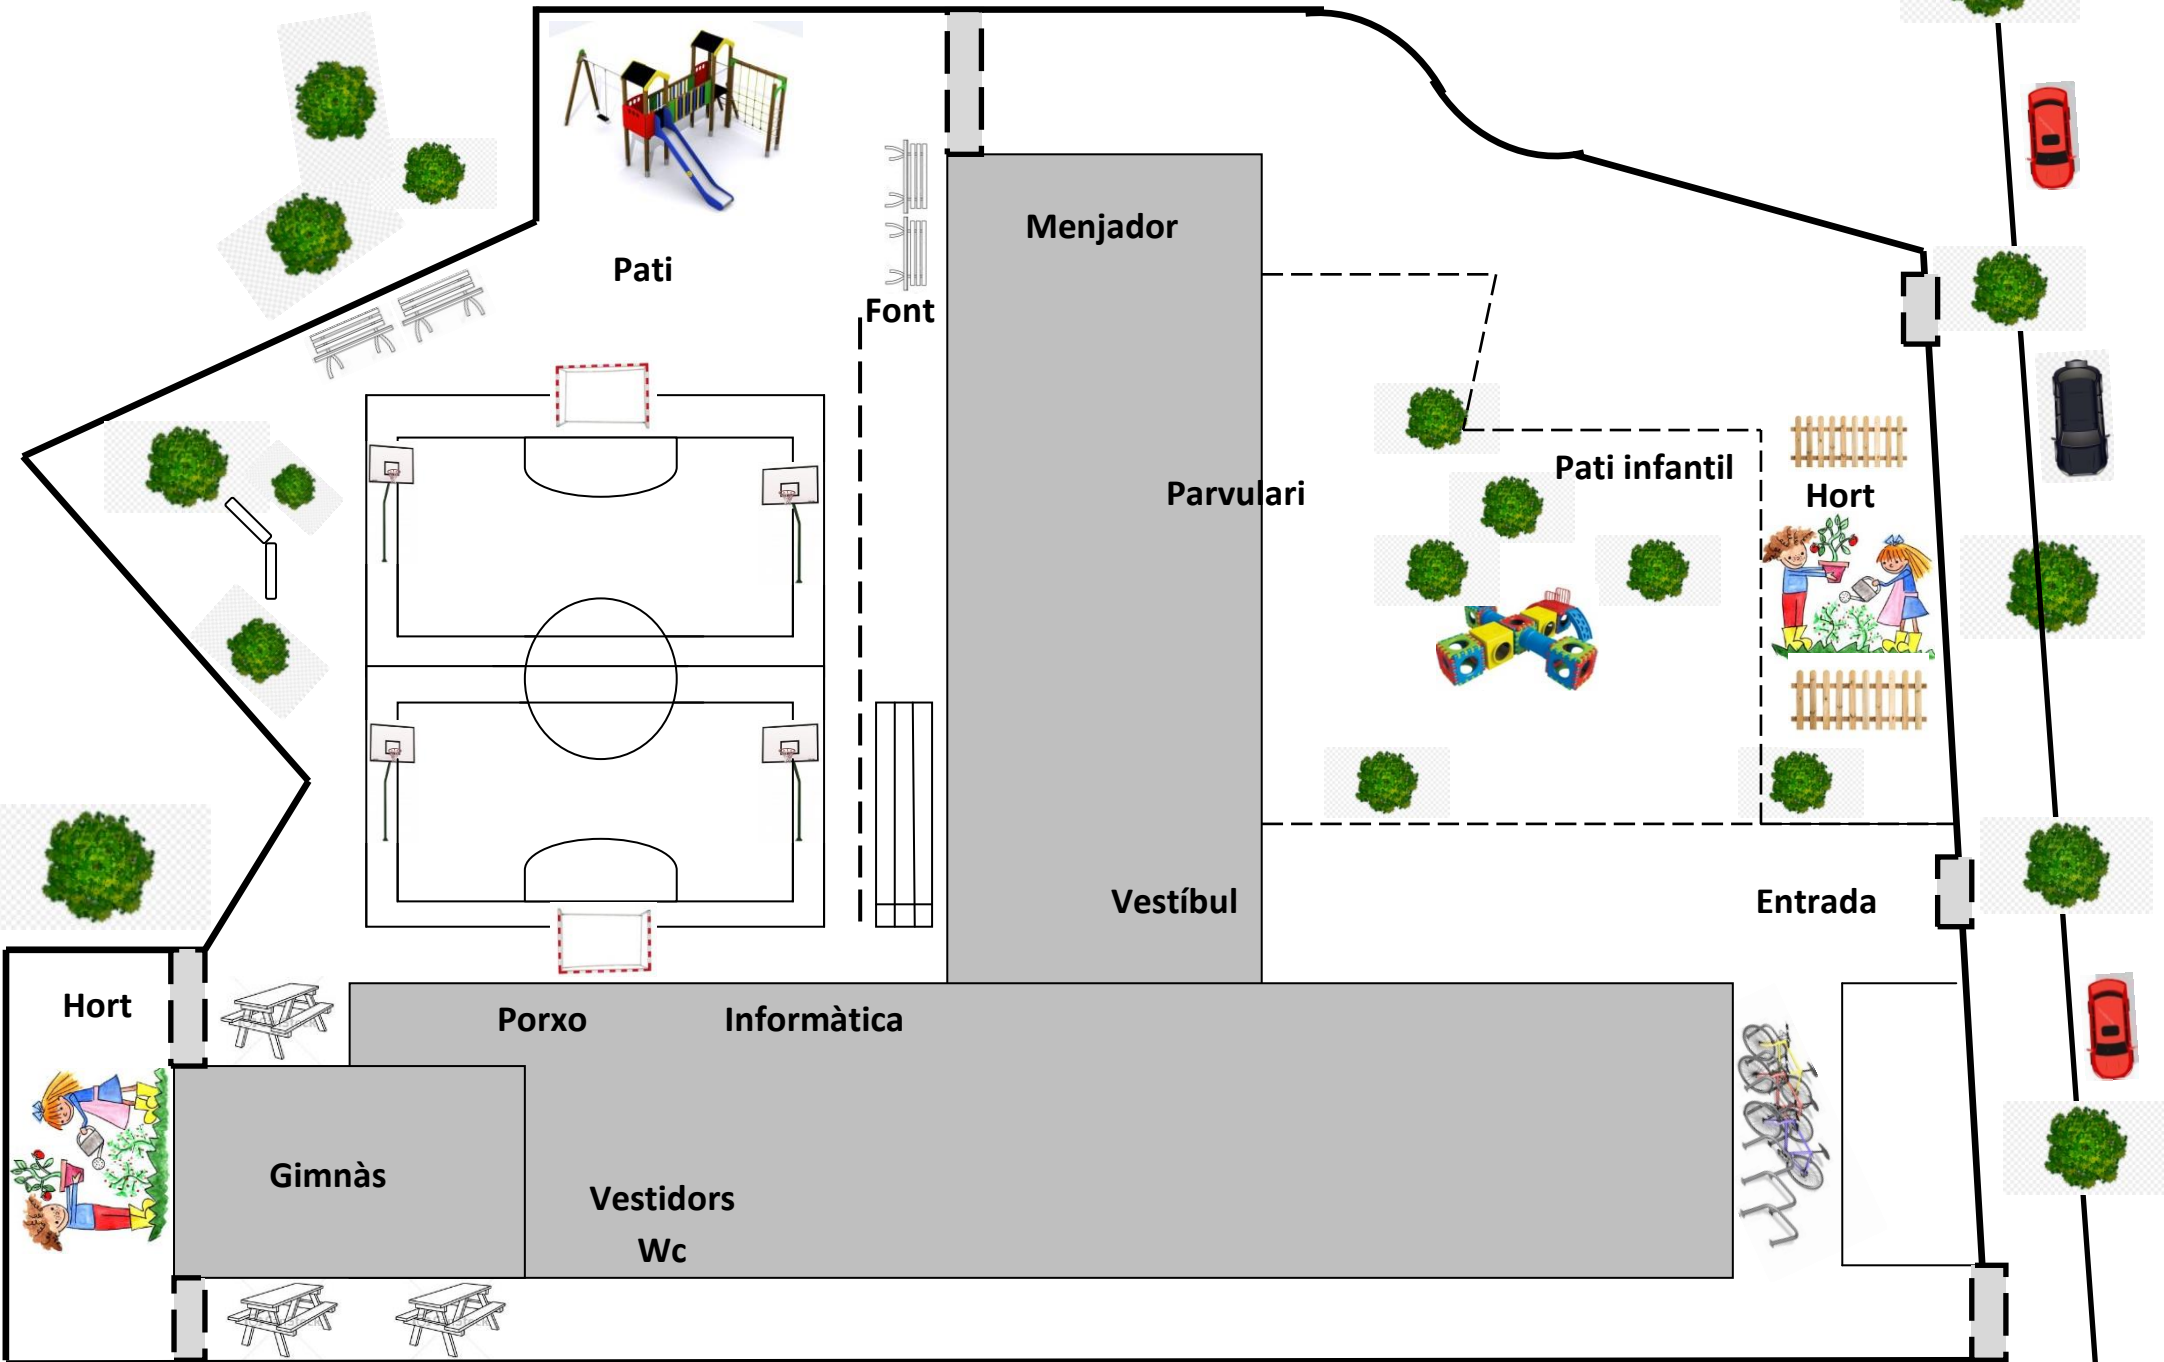 Menjador
Pati
Font
Parvulari
Pati infantil
Hort
Vestíbul
Entrada
Hort
Porxo
Informàtica
Gimnàs
Vestidors
Wc